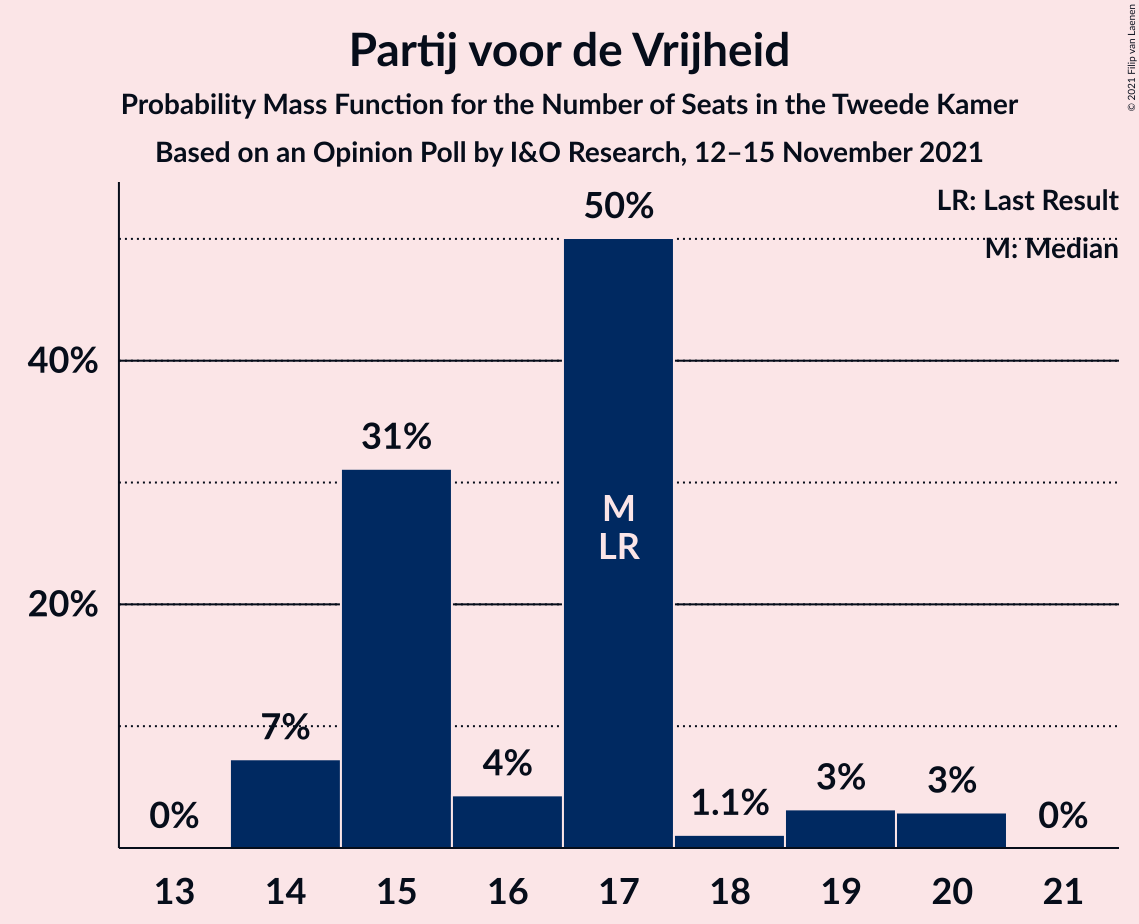 Partij voor de Vrijheid
Probability Mass Function for the Number of Seats in the Tweede Kamer
Based on an Opinion Poll by I&O Research, 12–15 November 2021
© 2021 Filip van Laenen
LR: Last Result
M: Median
50%
40%
31%
M
LR
20%
7%
4%
3%
3%
1.1%
0%
0%
13 14 15 16 17 18 19 20 21